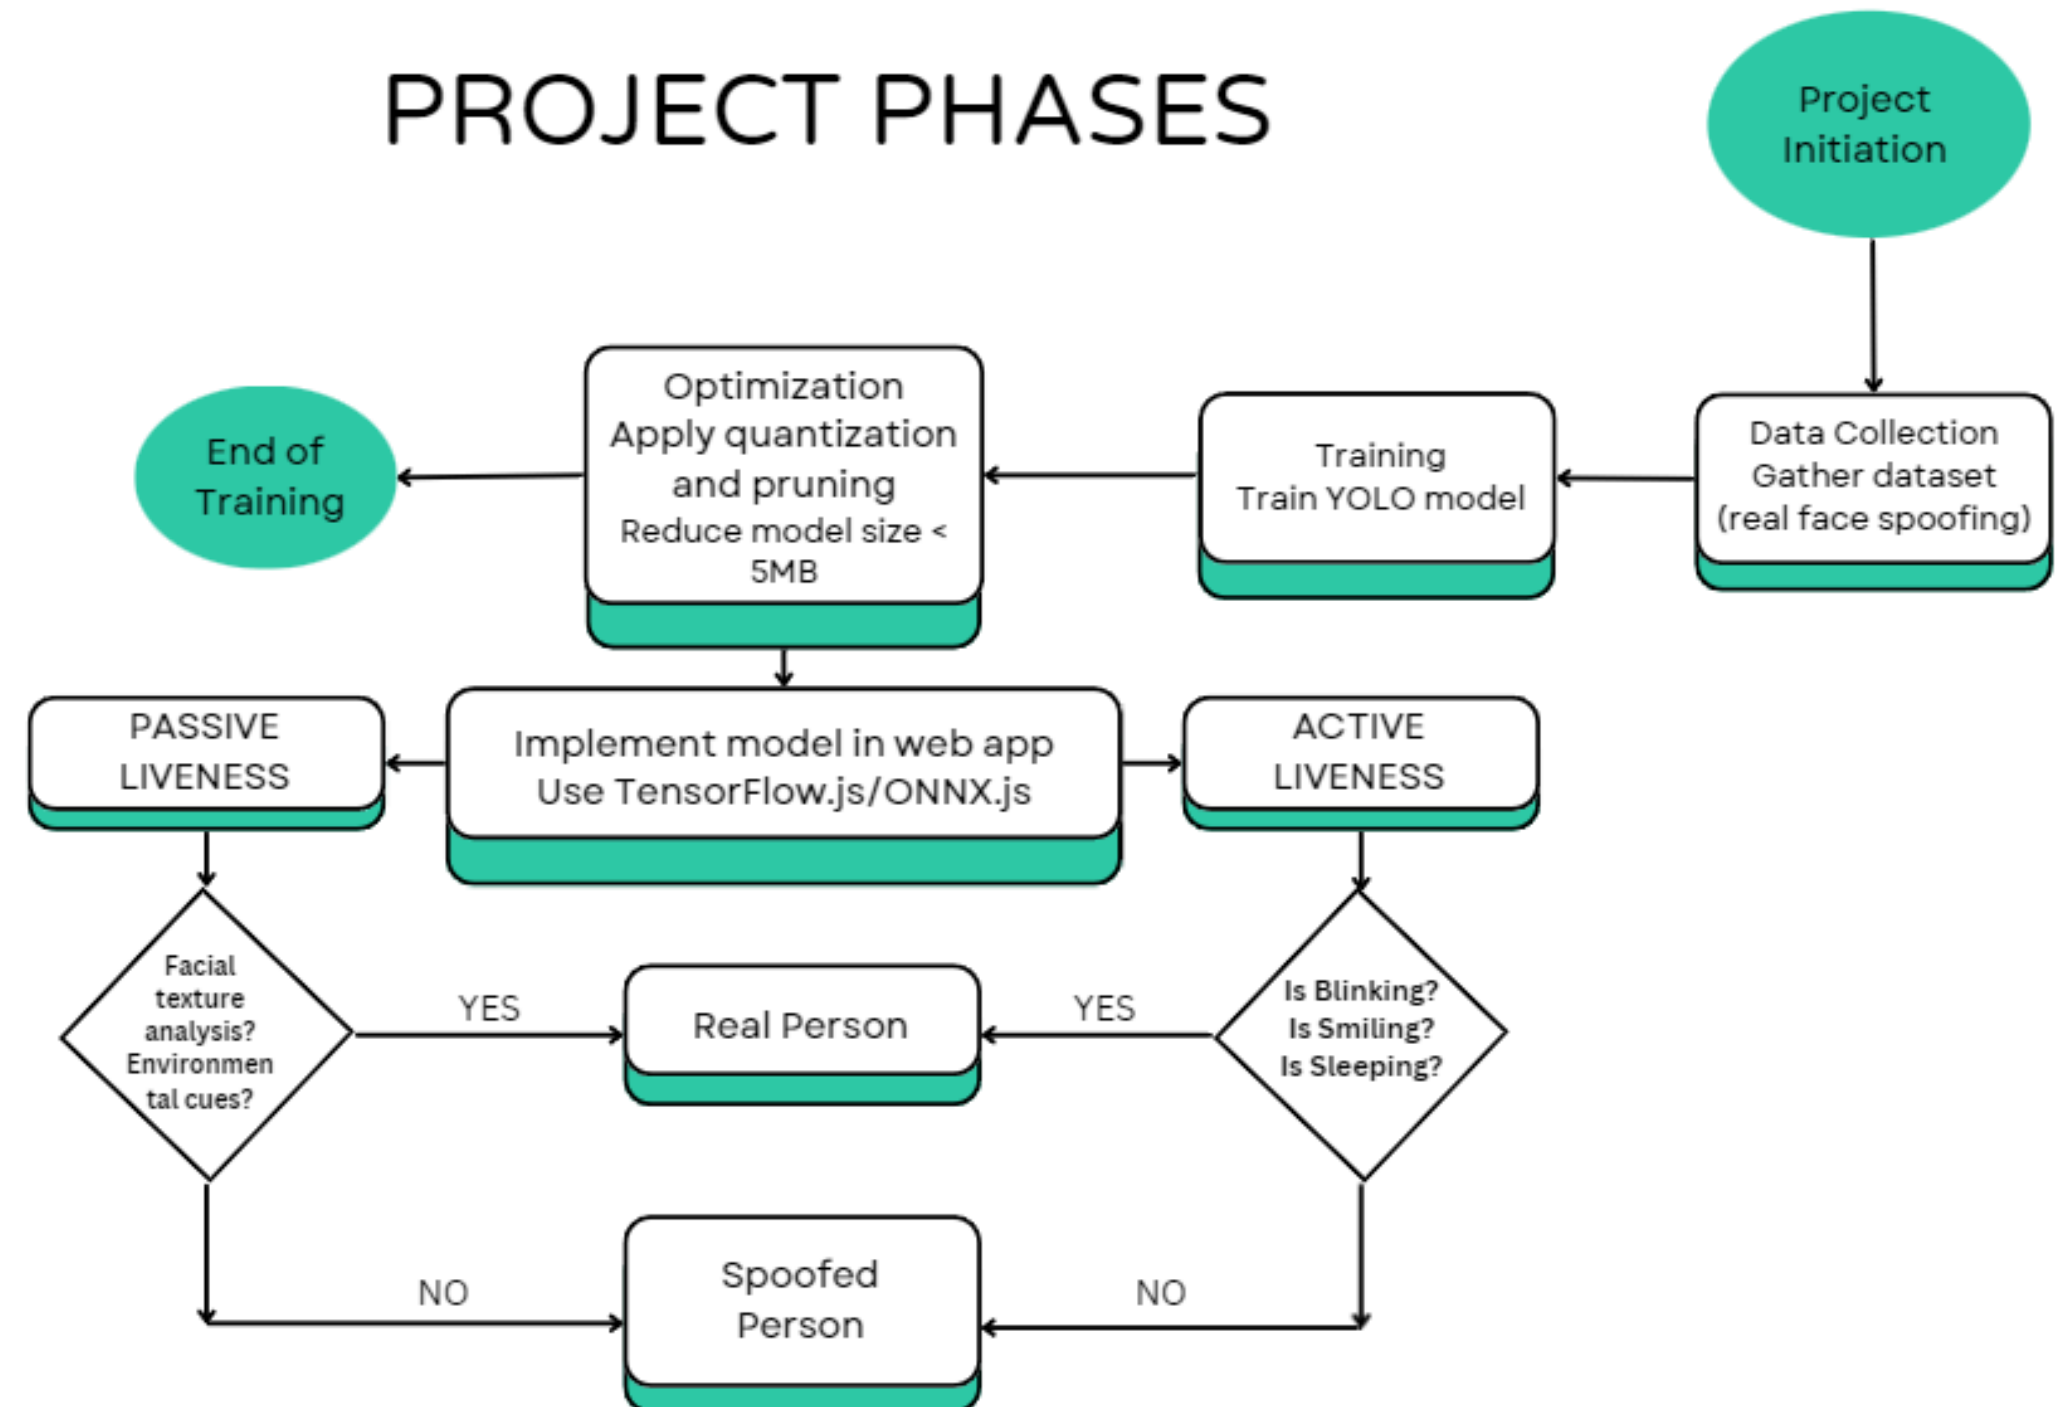 PROJECT PHASES
Project
Initiation
Data Collection
Gather dataset
(real face spoofing)
Training
Train YOLO model
Optimization
Apply quantization
and pruning
Reduce model size <
5MB
End of
Training
Implement model in web app
Use TensorFlow.js/ONNX.js
PASSIVE
LIVENESS
ACTIVE
LIVENESS
Facial
texture
analysis?
Environmen
tal cues?
YES
Real Person
YES
Is Blinking?
Is Smiling?
Is Sleeping?
NO
Spoofed
Person
NO